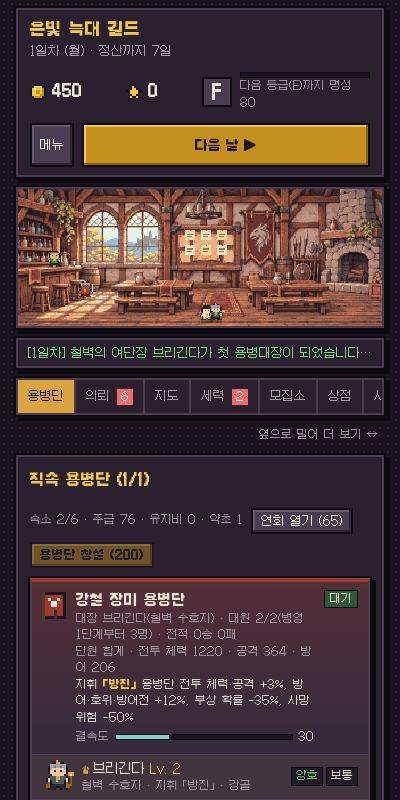 은빛 늑대 길드
1일차 (월) · 정산까지 7일
450
0
F
다음 등급(E)까지 명성
80
메뉴
다음 날 ▶
[1일차] 철벽의 여단장 브리긴다가 첫 용병대장이 되었습니다…
용병단
의뢰 6
지도
세력 2
모집소
상점
옆으로 밀어 더 보기 ↔
직속 용병단 (1/1)
숙소 2/6 · 주급 76 · 유지비 0 · 약초 1
연회 열기 (65)
용병단 창설 (200)
강철 장미 용병단
대기
대장 브리긴다(철벽 수호자) · 대원 2/2(병영
1단계부터 3명) · 전적 0승 0패
단원 합계 · 전투 체력 1220 · 공격 364 · 방
어 206
지휘 「방진」 용병단 전투 체력·공격 +3%, 방
어·호위·방어전 +12%, 부상 확률 -35%, 사망
위험 -50%
결속도
30
브리긴다 Lv. 2
철벽 수호자 · 지휘 「방진」 · 강골
양호
보통